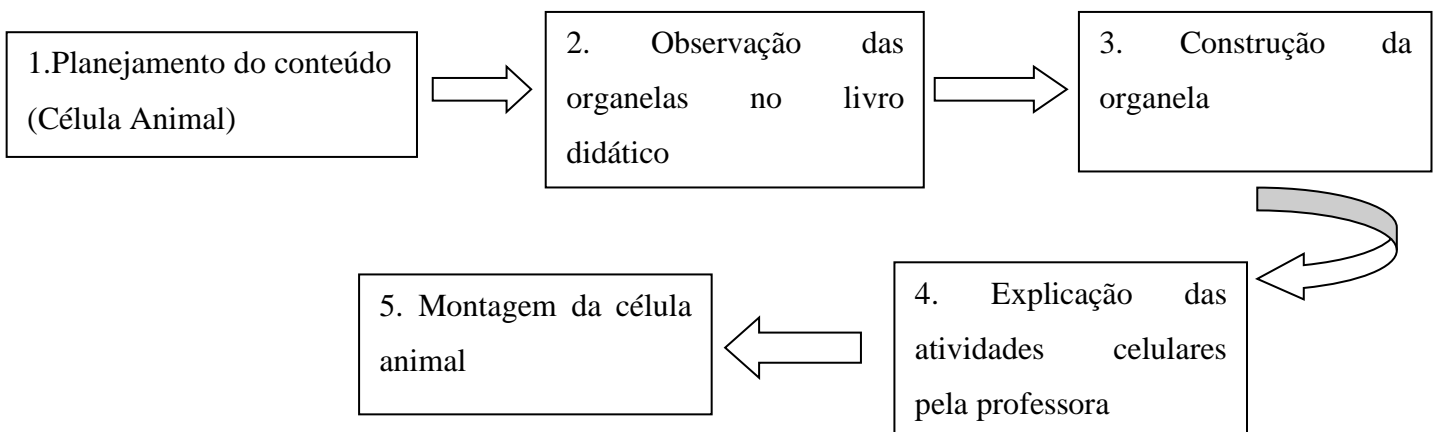 1.Planejamento do conteúdo
(Célula Animal)
2. Observação das
organelas no livro
didático
3. Construção da
organela
4. Explicação das
atividades celulares
pela professora
5. Montagem da célula
animal